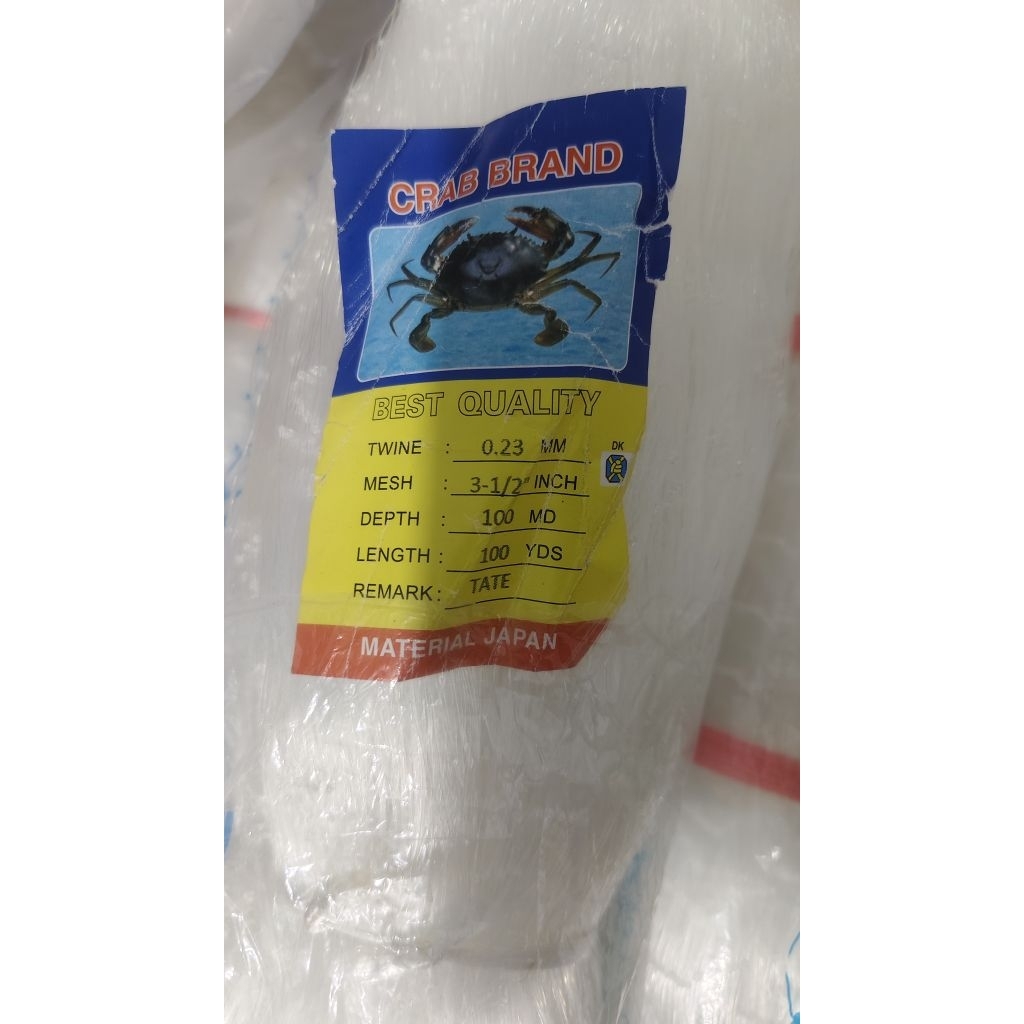 CRAB BRAND
BEST QUALITY
TWINE : 0.23 MM
DK
MESH : 3-1/2" INCH
DEPTH : 100 MD
LENGTH : 100 YDS
REMARK : TATE
MATERIAL JAPAN